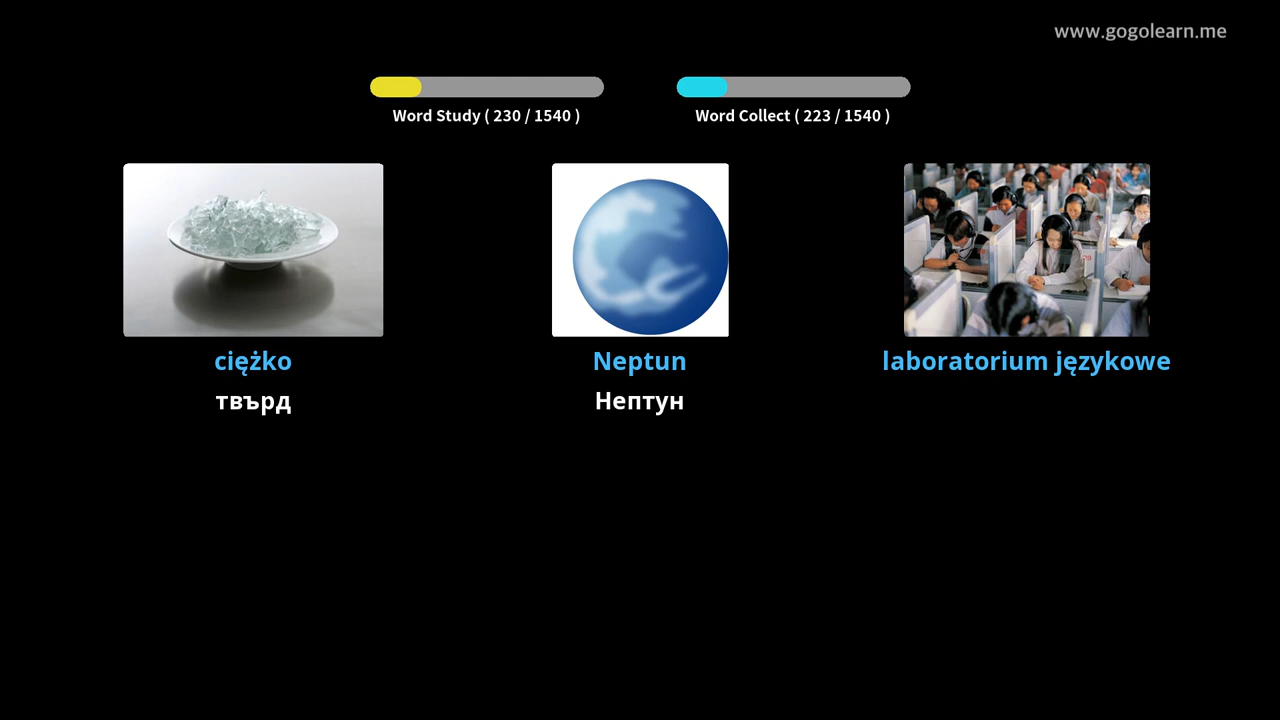 www.gogolearn.me
Word Study ( 230 / 1540 )
Word Collect ( 223 / 1540 )
ciężko
Neptun
laboratorium językowe
твърд
Нептун